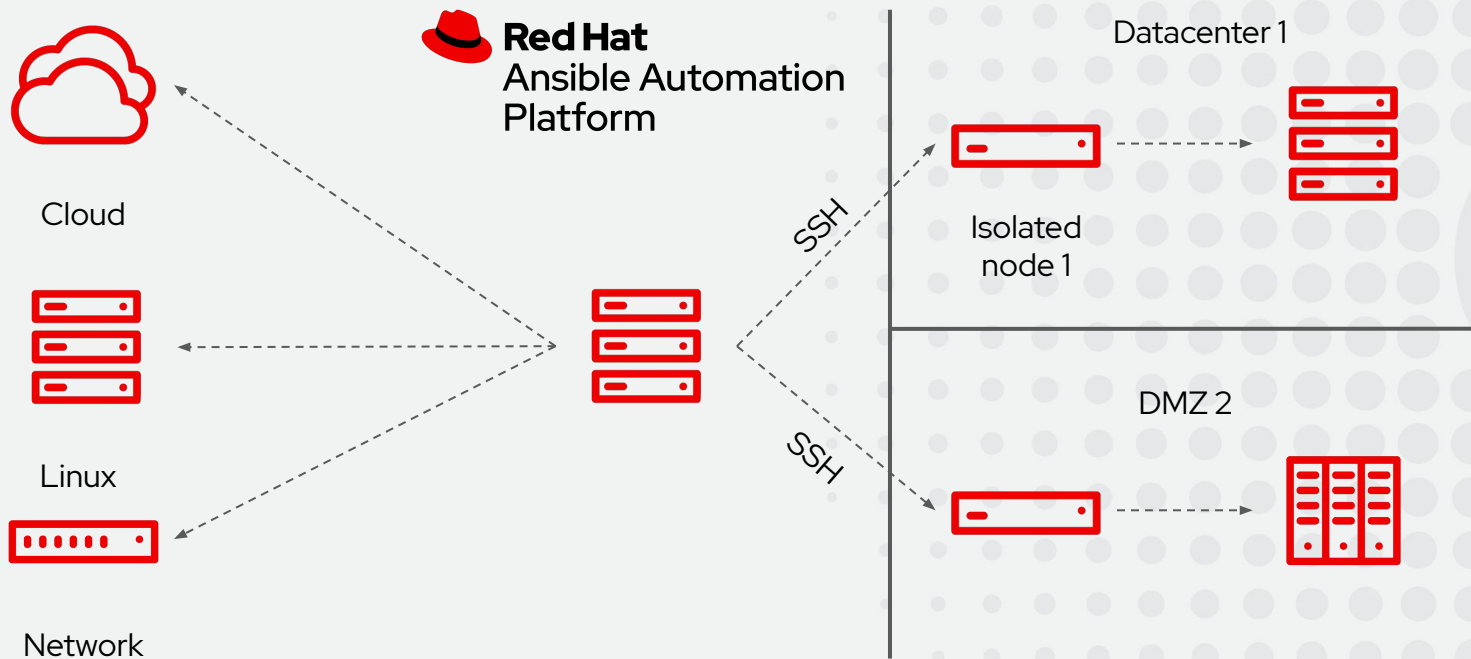 Red Hat
Ansible Automation
Platform
Cloud
Linux
Network
SSH
SSH
Datacenter 1
Isolated
node 1
DMZ 2